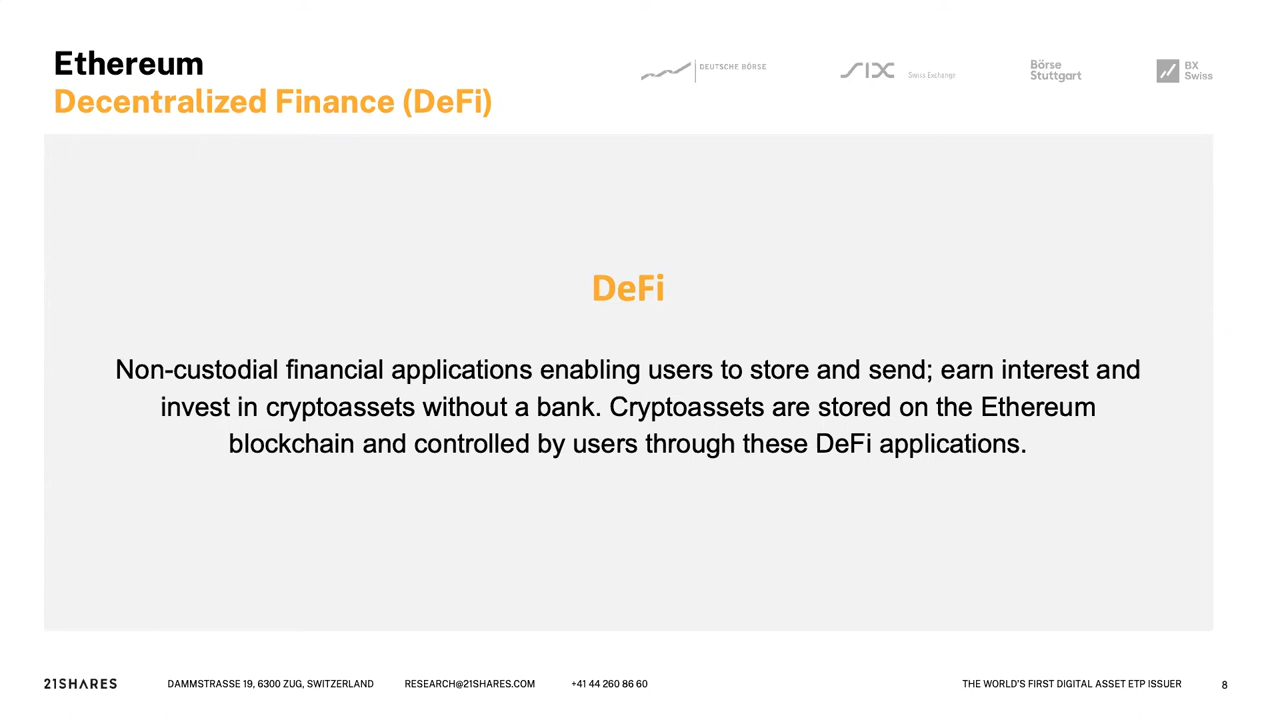 Ethereum
Decentralized Finance (DeFi)
DEUTSCHE BÖRSE
SIX Swiss Exchange
Börse
Stuttgart
BX
Swiss
DeFi
Non-custodial financial applications enabling users to store and send; earn interest and
invest in cryptoassets without a bank. Cryptoassets are stored on the Ethereum
blockchain and controlled by users through these DeFi applications.
21SHARES DAMMSTRASSE 19, 6300 ZUG, SWITZERLAND RESEARCH@21SHARES.COM +41 44 260 86 60 THE WORLD'S FIRST DIGITAL ASSET ETP ISSUER 8